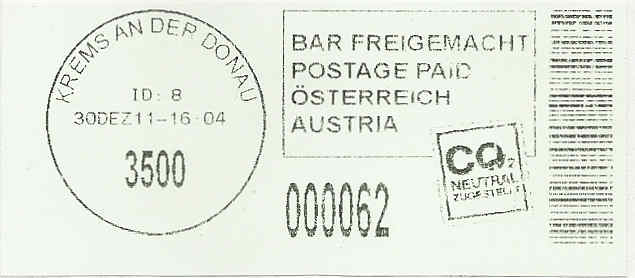 KREMS AN DER DONAU
ID: 8
30DEZ11-16:04
3500
BAR FREIGEMACHT
POSTAGE PAID
ÖSTERREICH
AUSTRIA
CO2
NEUTRAL
ZUGESTELLT
000062